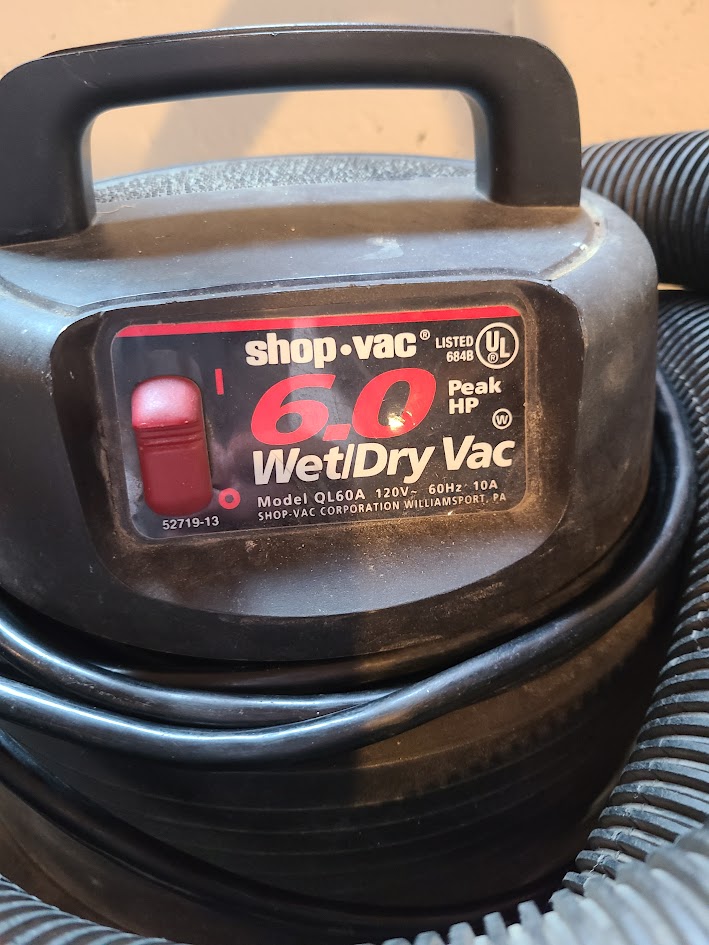 shop•vac® LISTED UL®
684B
6.0 Peak
HP
W
Wet/Dry Vac
Model QL60A 120V~ 60Hz 10A
SHOP-VAC CORPORATION WILLIAMSPORT, PA
52719-13